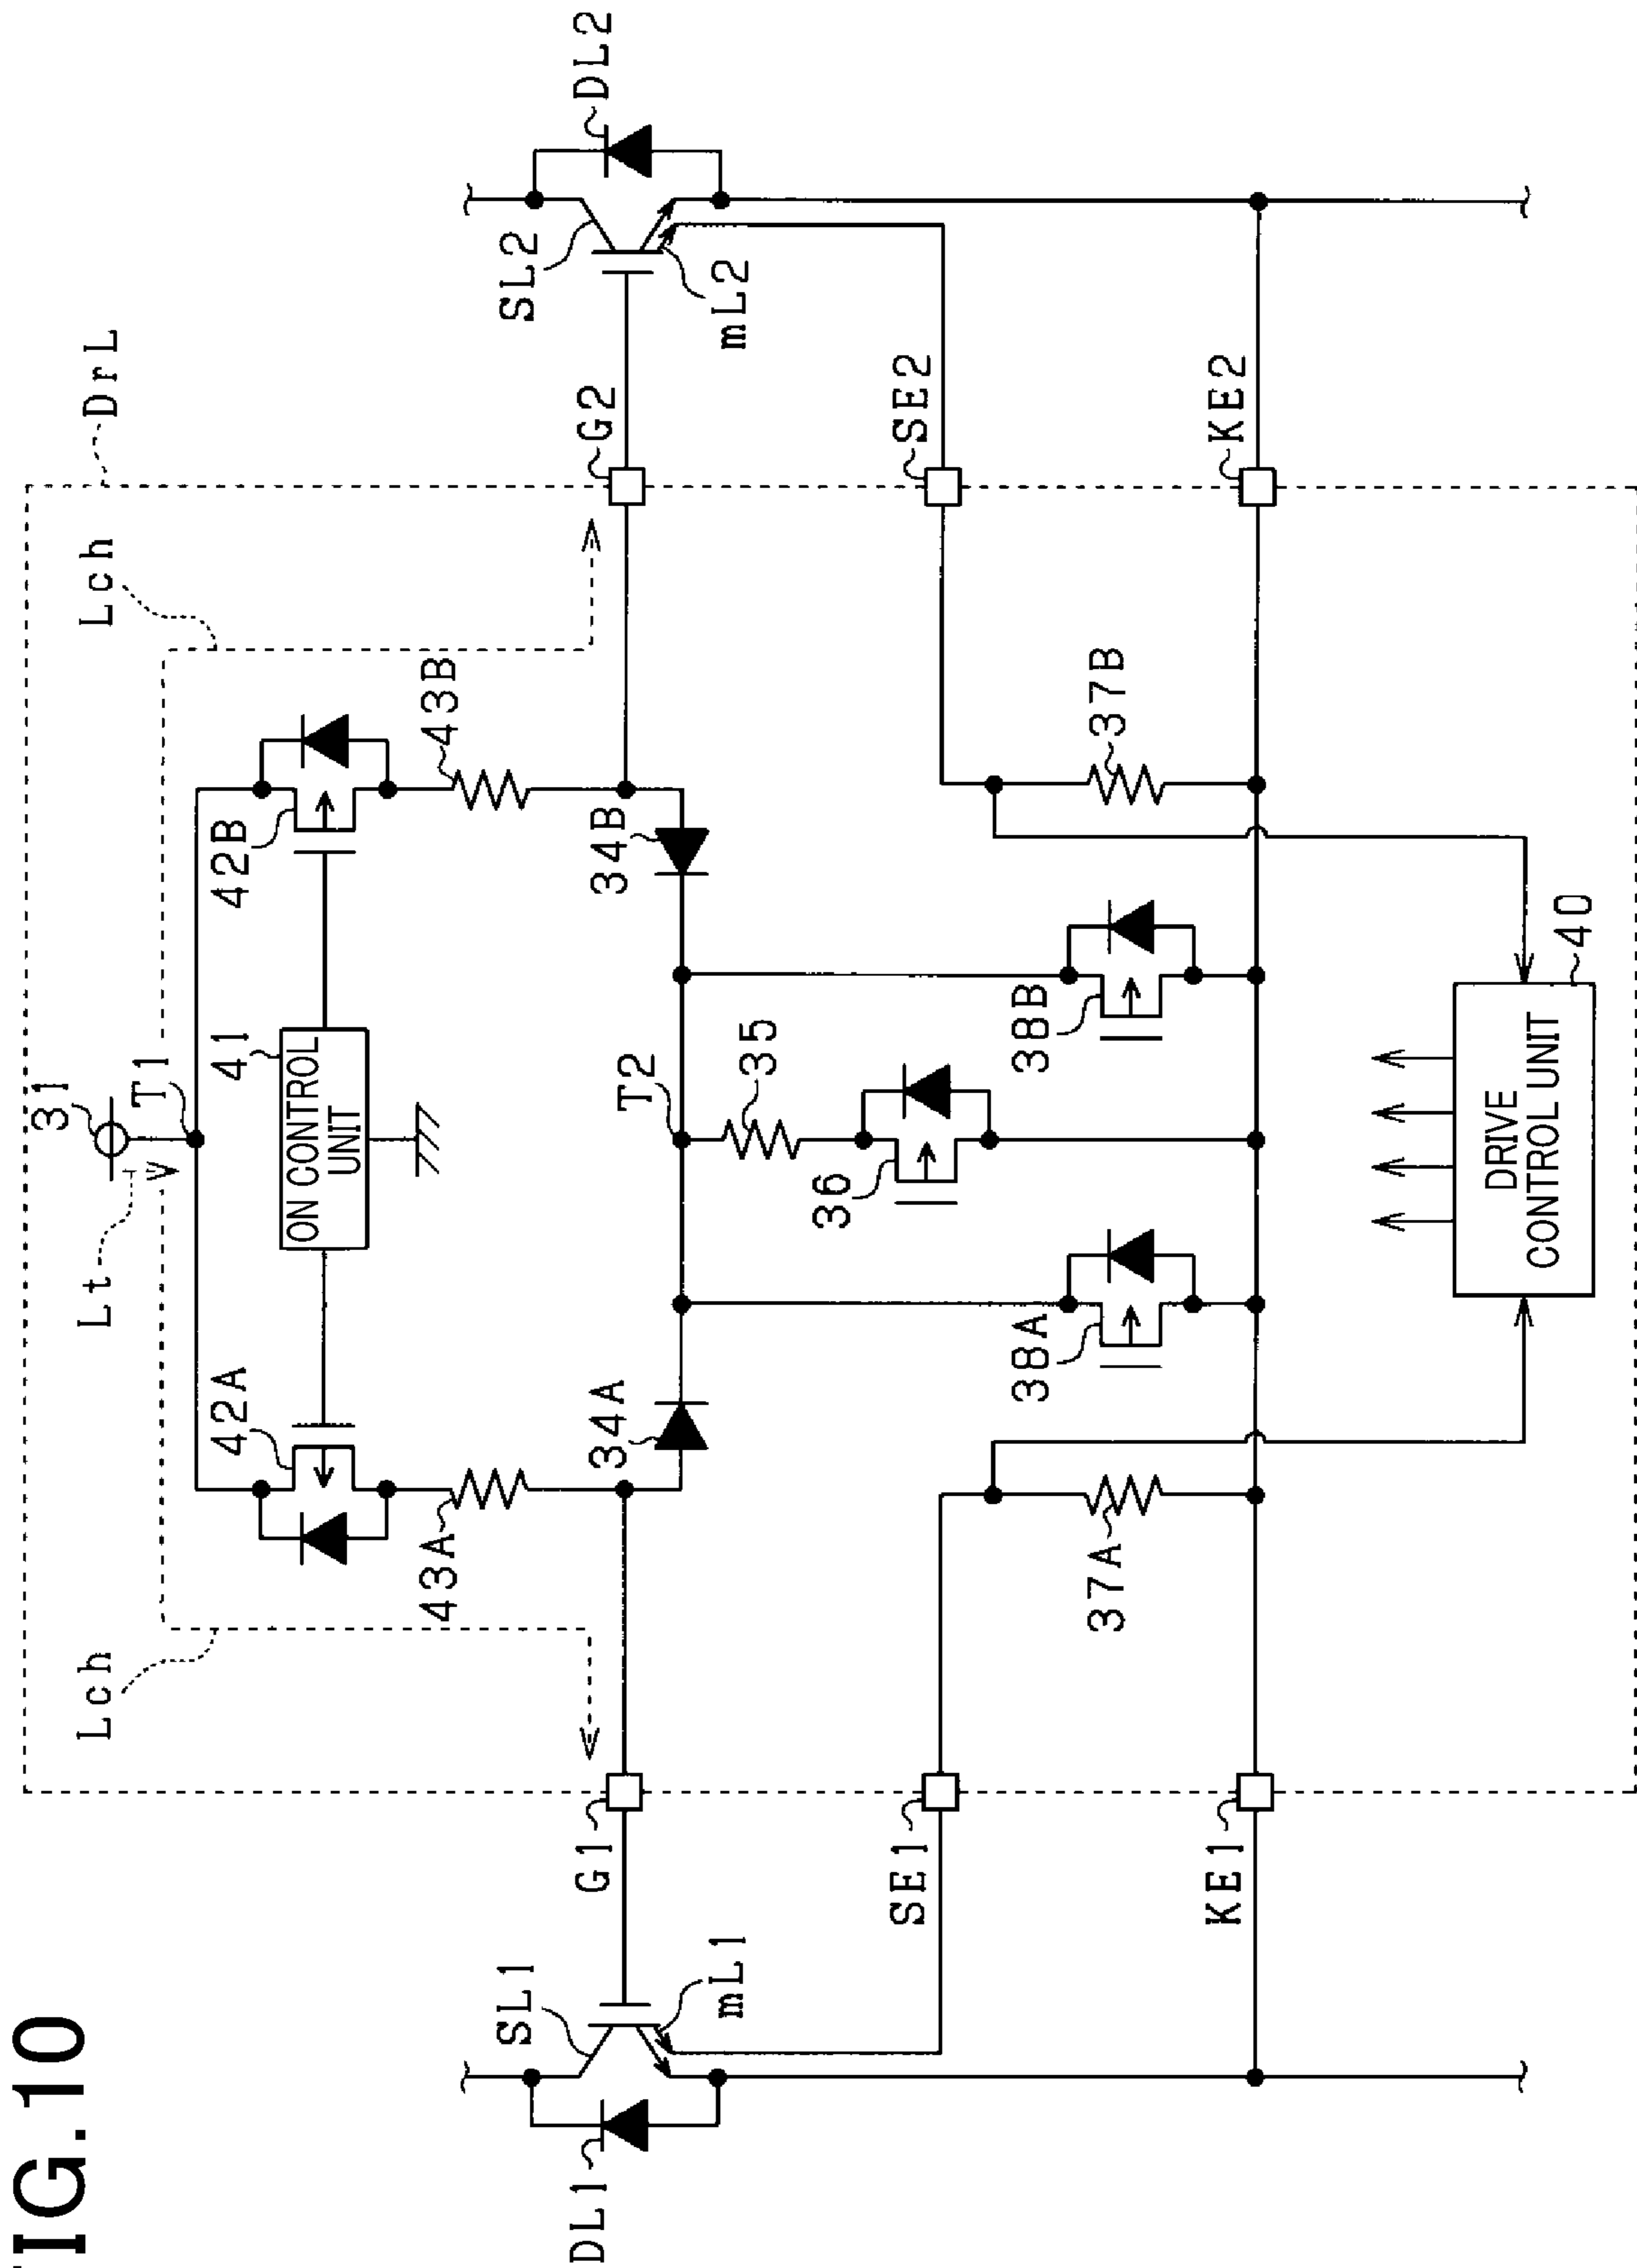 FIG.10
31
DrL
Lt
T1
Lch
Lch
41
ON CONTROL
UNIT
42A
42B
43A
43B
SL1
DL1
mL1
G1
G2
SL2
DL2
mL2
34A
34B
T2
35
36
SE1
SE2
38A
38B
37A
37B
KE1
KE2
DRIVE
CONTROL UNIT
40